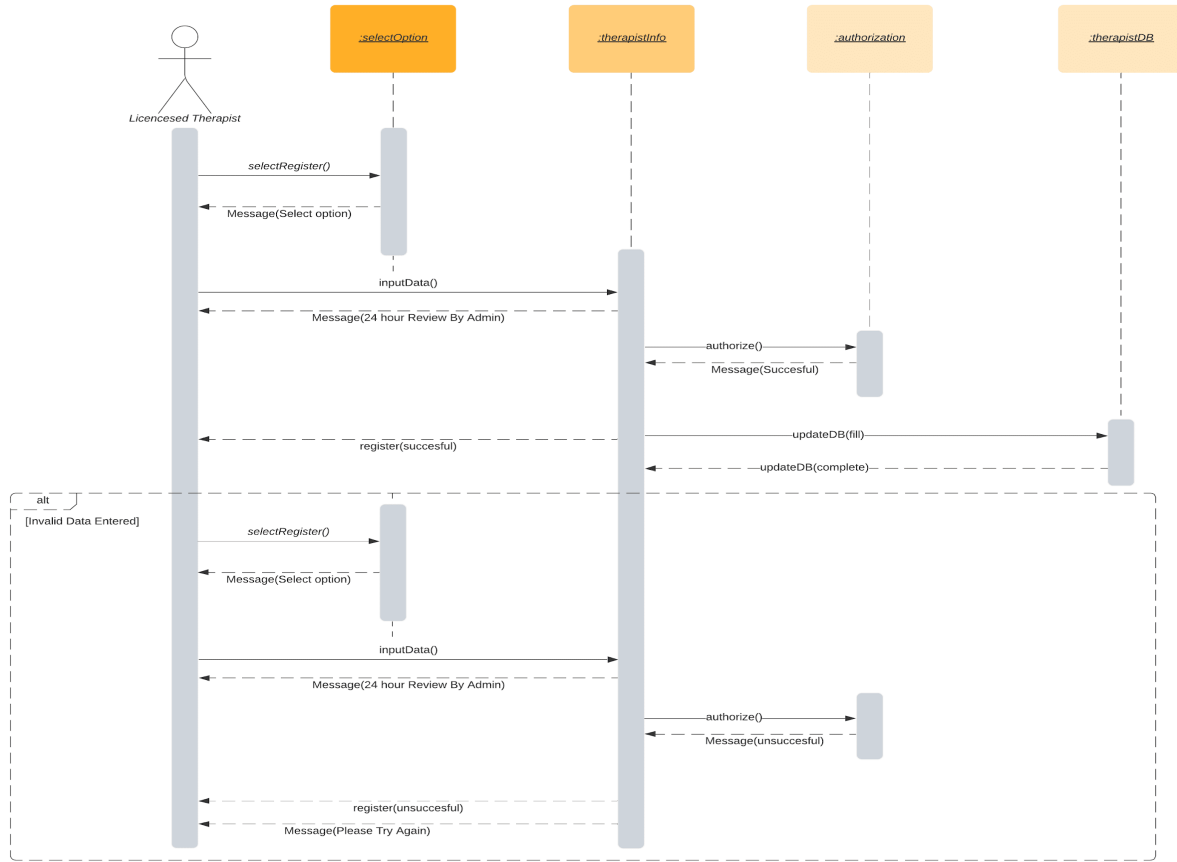 :selectOption
:therapistInfo
:authorization
:therapistDB
Licencesed Therapist
selectRegister()
Message(Select option)
inputData()
Message(24 hour Review By Admin)
authorize()
Message(Succesful)
updateDB(fill)
register(succesful)
updateDB(complete)
alt
[Invalid Data Entered]
selectRegister()
Message(Select option)
inputData()
Message(24 hour Review By Admin)
authorize()
Message(unsuccesful)
register(unsuccesful)
Message(Please Try Again)